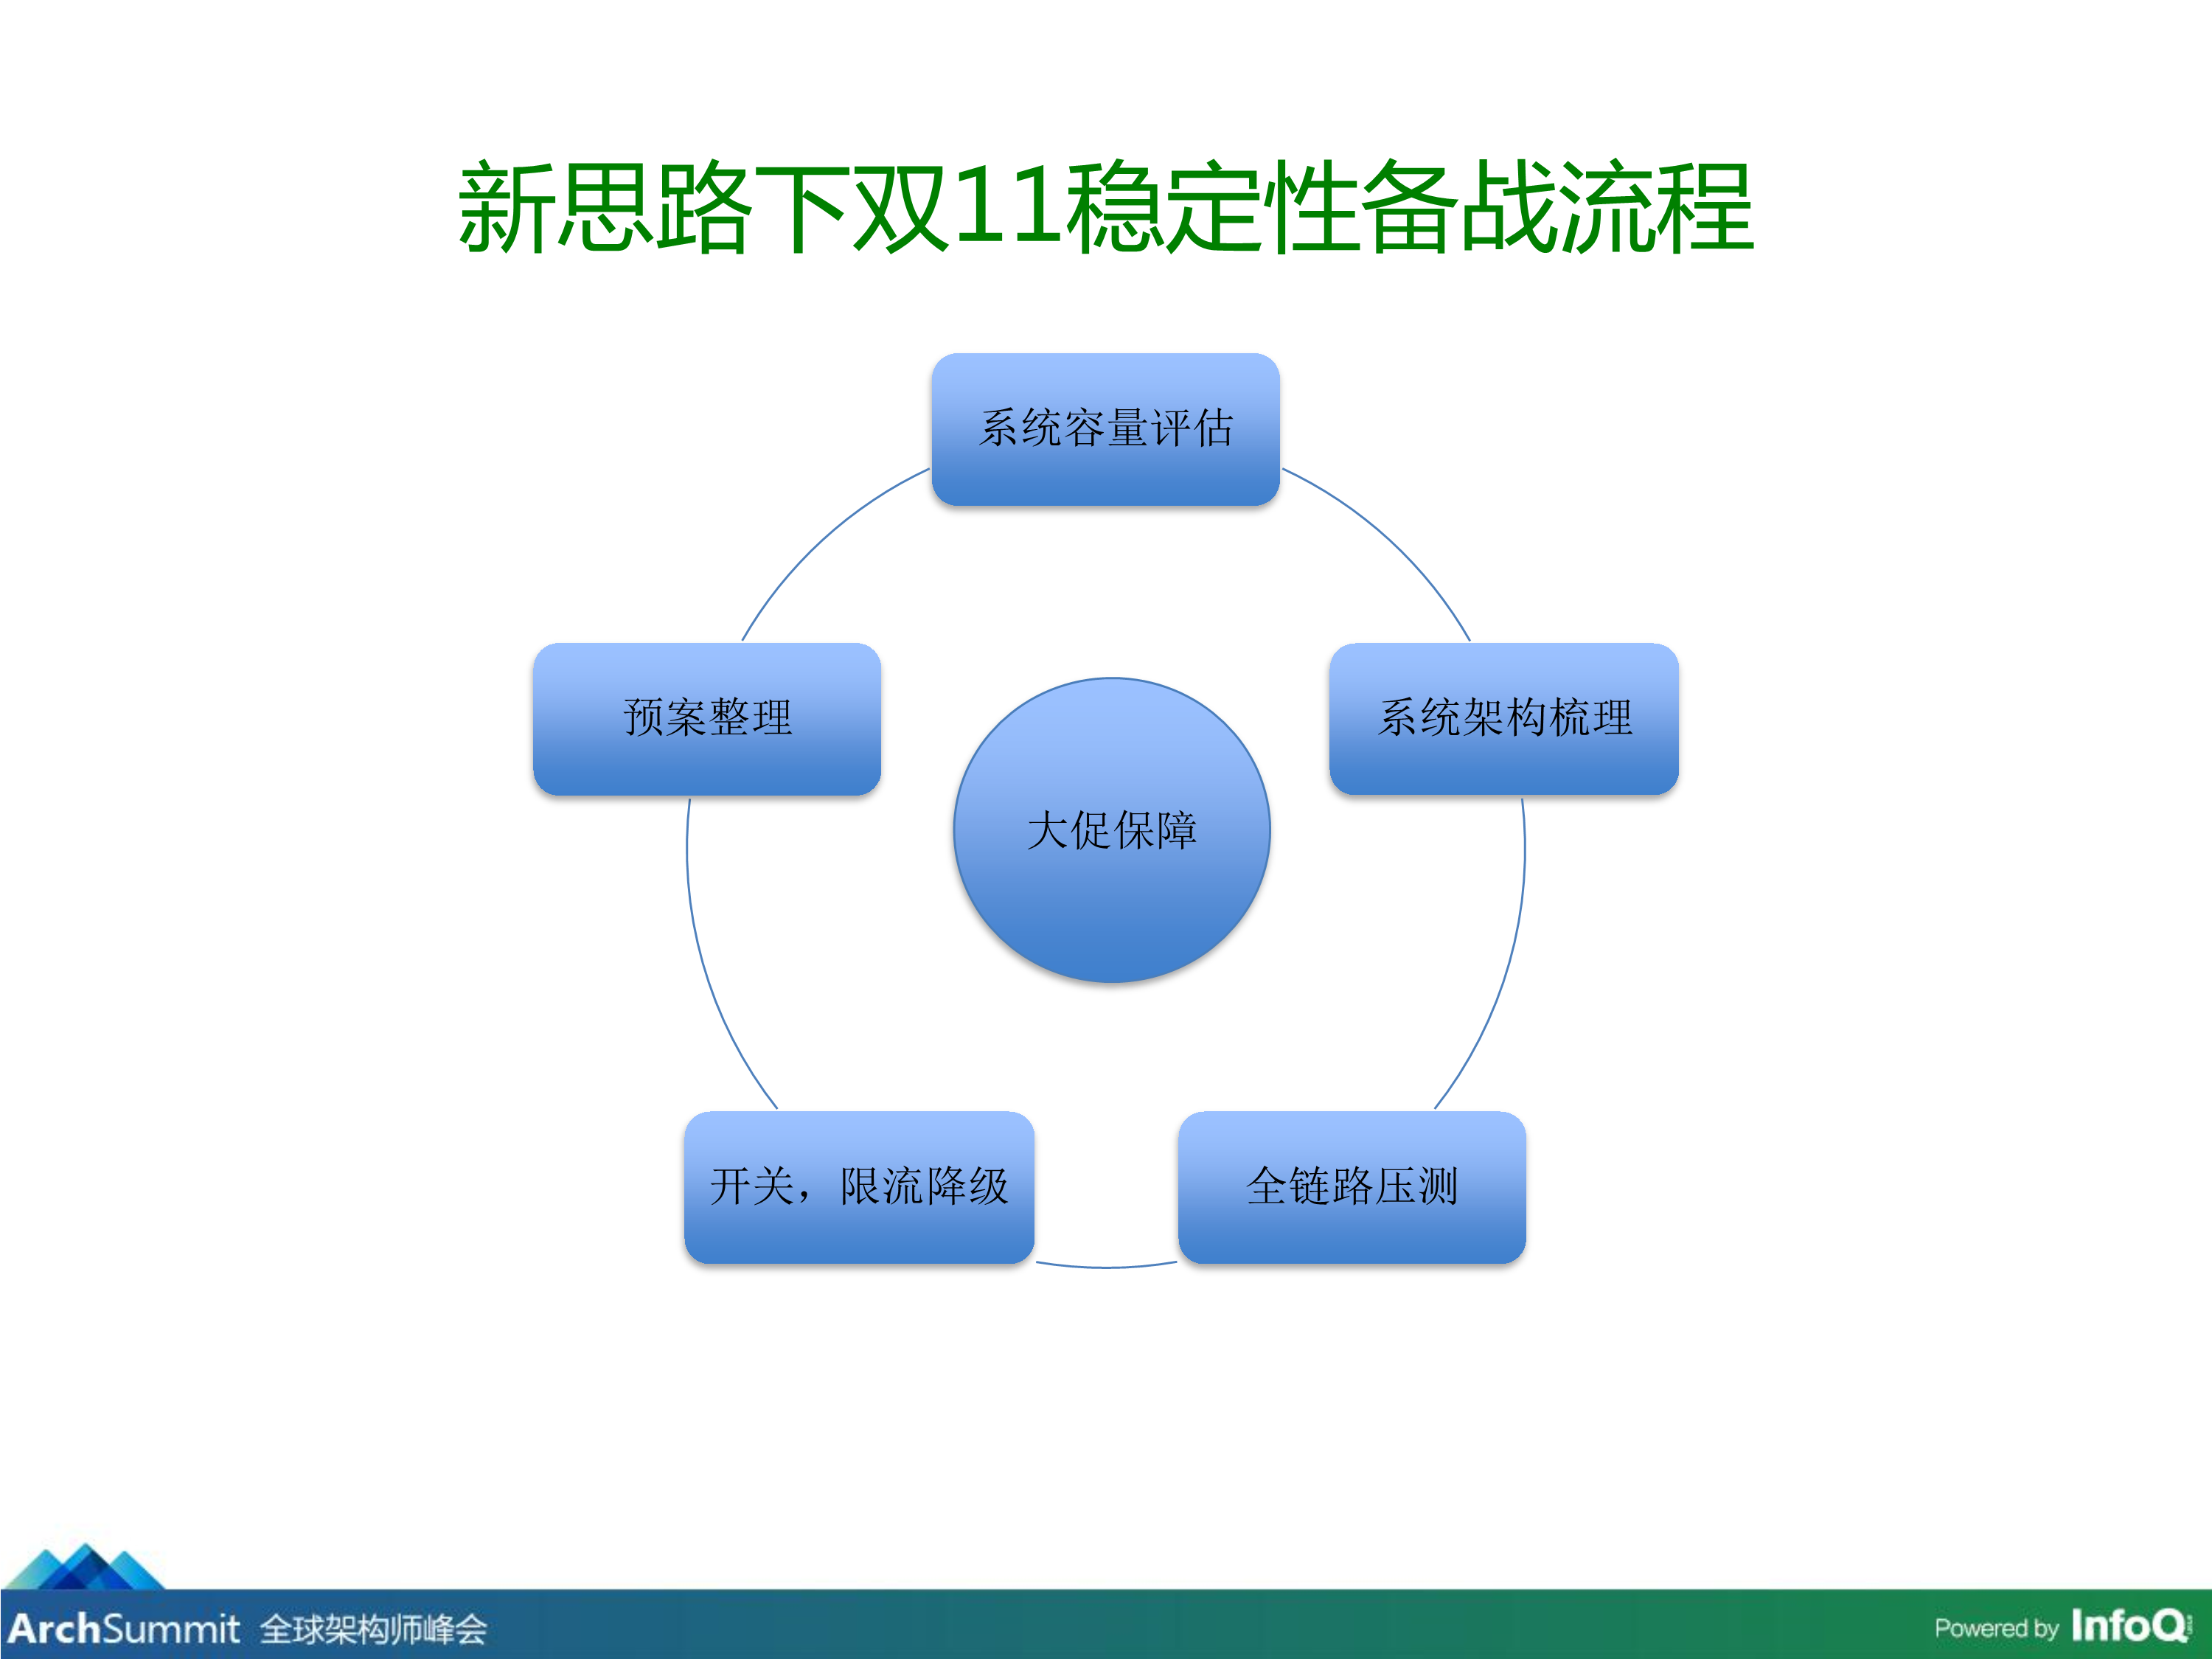 新思路下双11稳定性备战流程
系统容量评估
预案整理
系统架构梳理
大促保障
开关，限流降级
全链路压测
ArchSummit 全球架构师峰会
Powered by InfoQ